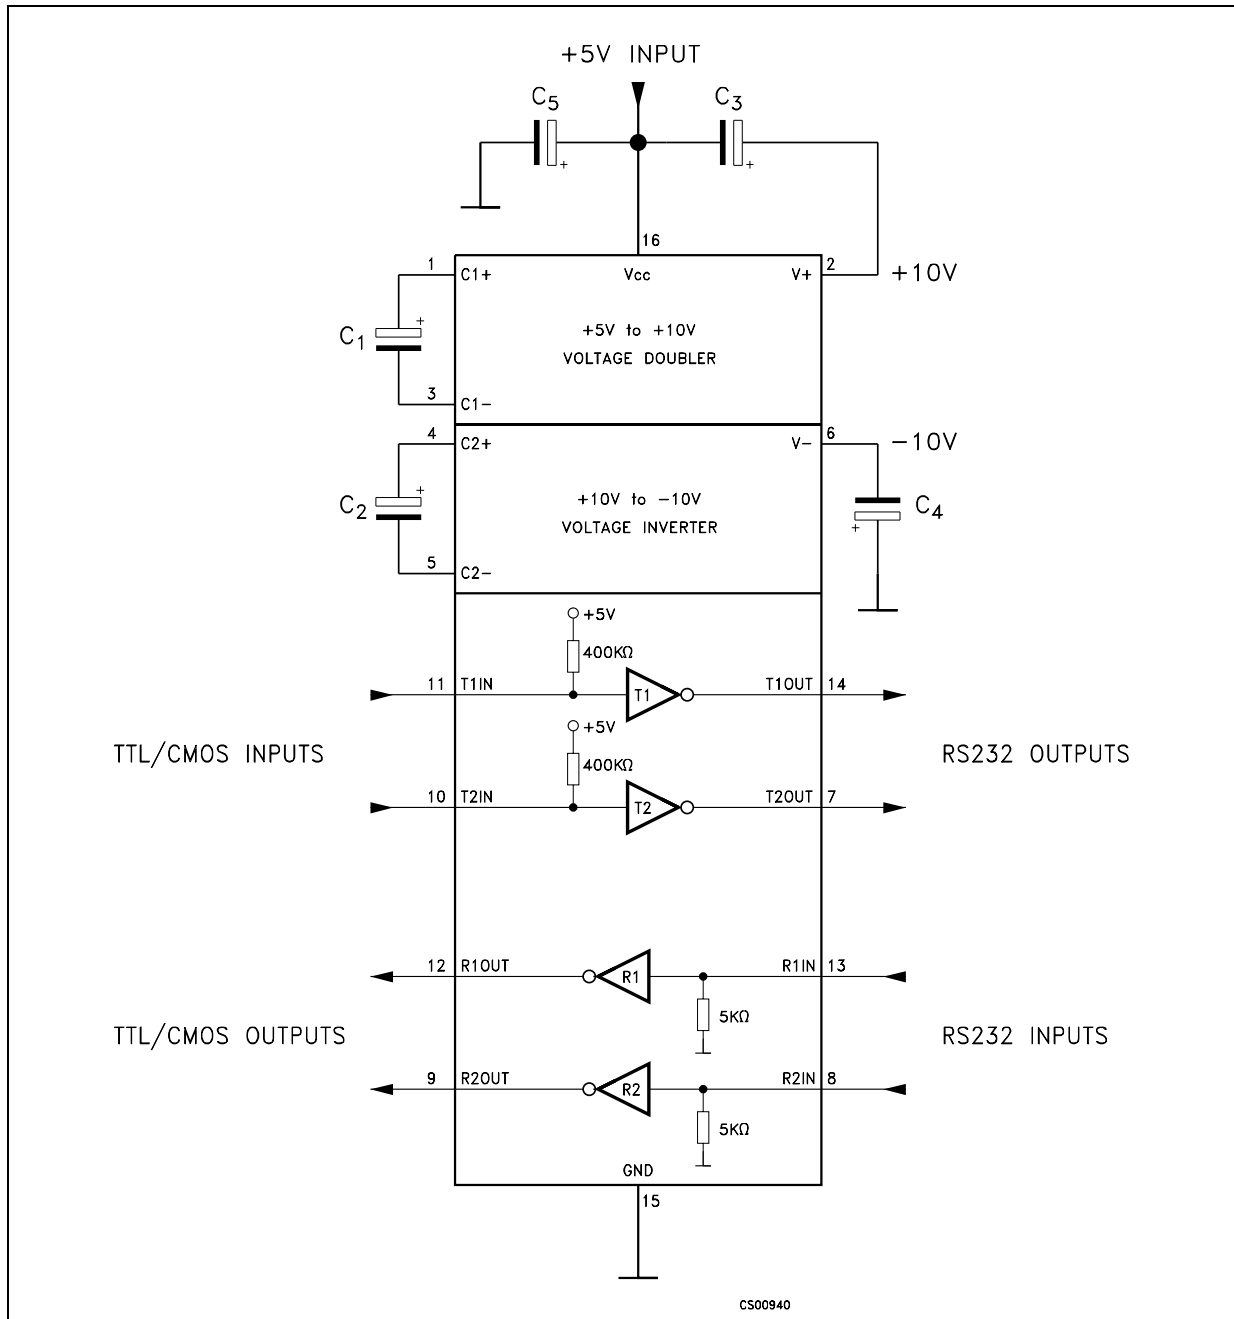 +5V INPUT
C5 C3
+ +
16
1 C1+ Vcc V+ 2 +10V
+
C1
+5V to +10V
VOLTAGE DOUBLER
3 C1-
4 C2+ V- 6 -10V
+
C2
+10V to -10V
VOLTAGE INVERTER
C4
+
5 C2-
+5V
400KΩ
11 T1IN T1 T1OUT 14
+5V
TTL/CMOS INPUTS RS232 OUTPUTS
400KΩ
10 T2IN T2 T2OUT 7
12 R1OUT R1 R1IN 13
5KΩ
TTL/CMOS OUTPUTS RS232 INPUTS
9 R2OUT R2 R2IN 8
5KΩ
GND
15
CS00940